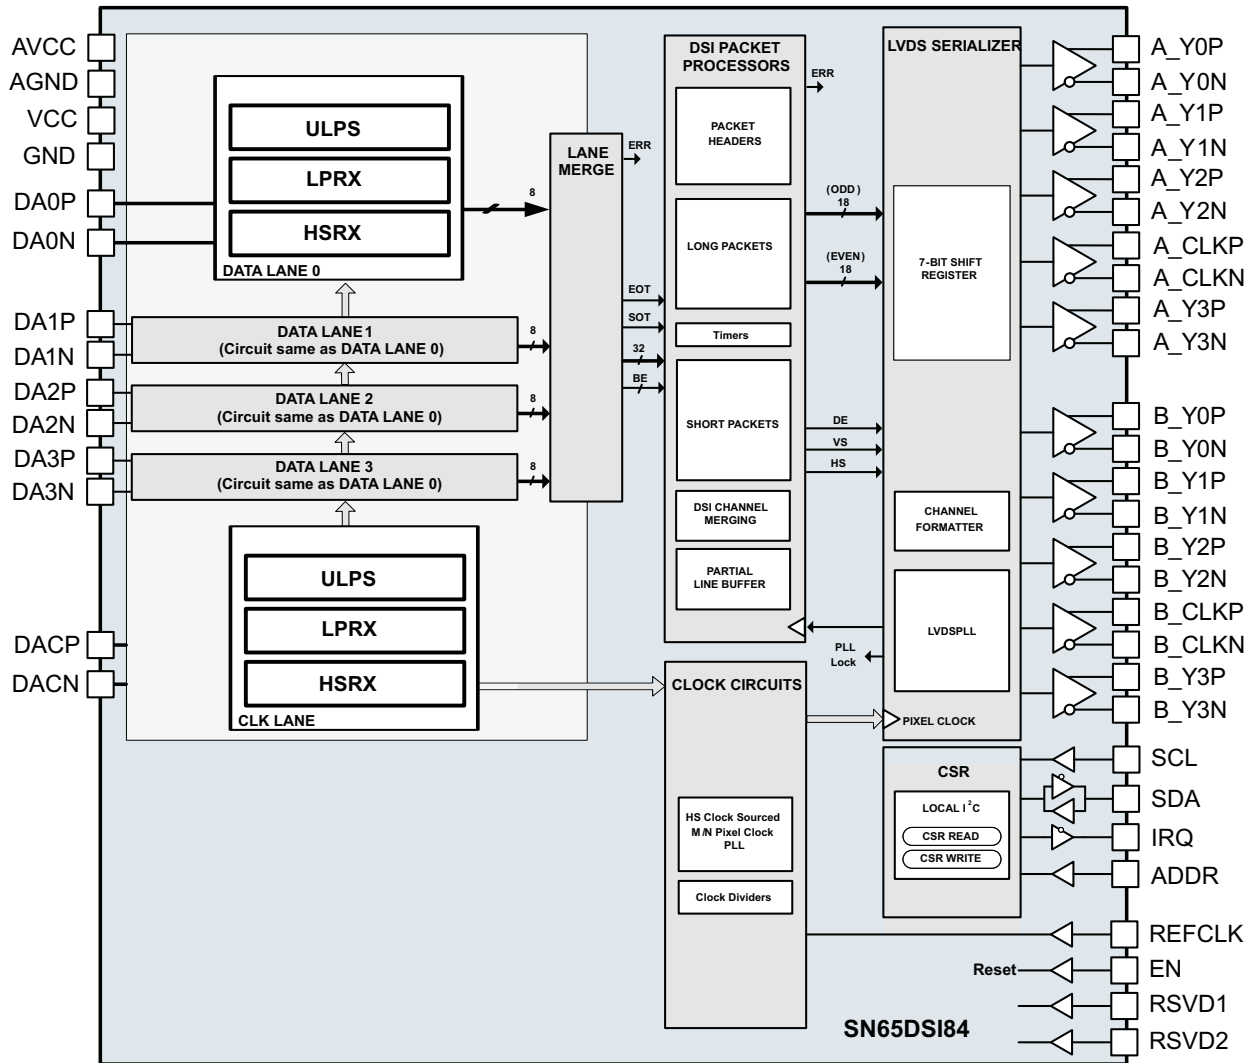 AVCC
AGND
VCC
GND
DA0P
DA0N
DA1P
DA1N
DA2P
DA2N
DA3P
DA3N
DACP
DACN
ULPS
LPRX
HSRX
DATA LANE 0
8
DATA LANE 1
(Circuit same as DATA LANE 0)
8
DATA LANE 2
(Circuit same as DATA LANE 0)
8
DATA LANE 3
(Circuit same as DATA LANE 0)
8
ULPS
LPRX
HSRX
CLK LANE
LANE
MERGE
ERR
EOT
SOT
32
BE
DSI PACKET
PROCESSORS
PACKET
HEADERS
LONG PACKETS
Timers
SHORT PACKETS
DSI CHANNEL
MERGING
PARTIAL
LINE BUFFER
ERR
(ODD)
18
(EVEN)
18
DE
VS
HS
PLL
Lock
CLOCK CIRCUITS
HS Clock Sourced
M/N Pixel Clock
PLL
Clock Dividers
LVDS SERIALIZER
7-BIT SHIFT
REGISTER
CHANNEL
FORMATTER
LVDSPLL
PIXEL CLOCK
CSR
LOCAL I2C
CSR READ
CSR WRITE
Reset
SN65DSI84
A_Y0P
A_Y0N
A_Y1P
A_Y1N
A_Y2P
A_Y2N
A_CLKP
A_CLKN
A_Y3P
A_Y3N
B_Y0P
B_Y0N
B_Y1P
B_Y1N
B_Y2P
B_Y2N
B_CLKP
B_CLKN
B_Y3P
B_Y3N
SCL
SDA
IRQ
ADDR
REFCLK
EN
RSVD1
RSVD2